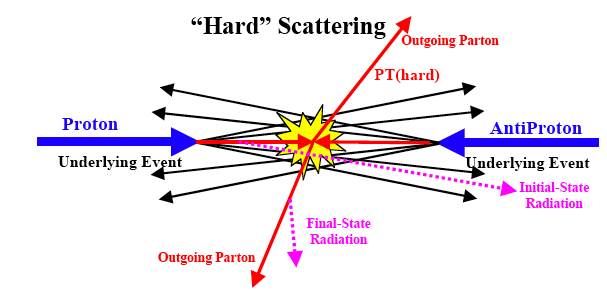 “Hard” Scattering
Outgoing Parton
PT(hard)
Proton
AntiProton
Underlying Event
Underlying Event
Initial-State
Radiation
Final-State
Radiation
Outgoing Parton